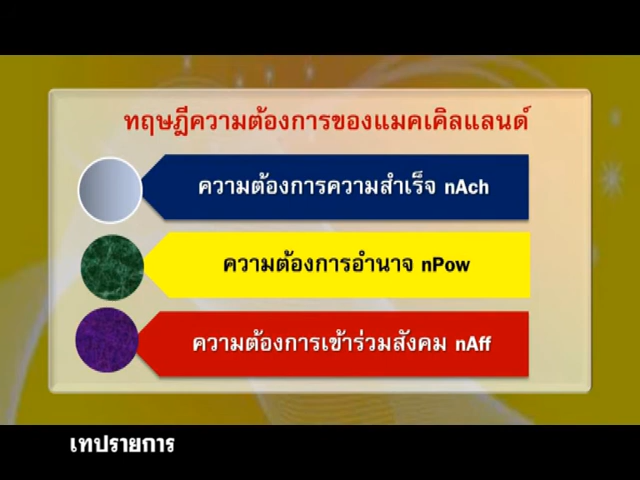 ทฤษฎีความต้องการของแมคเคิลแลนด์
ความต้องการความสำเร็จ nAch
ความต้องการอำนาจ nPow
ความต้องการเข้าร่วมสังคม nAff
เทปรายการ